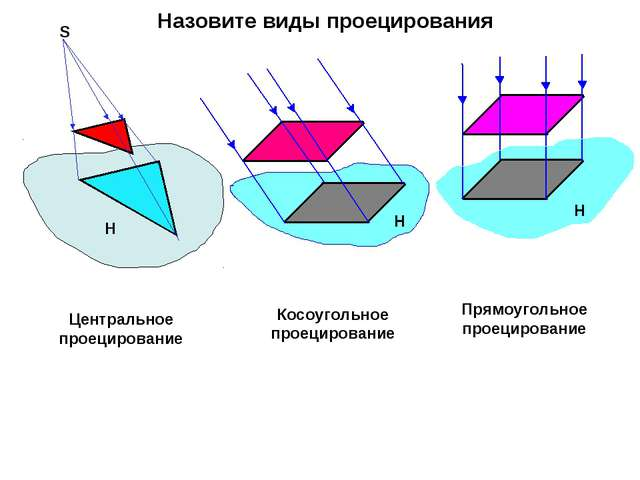 Назовите виды проецирования
S
H
H
H
Центральное
проецирование
Косоугольное
проецирование
Прямоугольное
проецирование